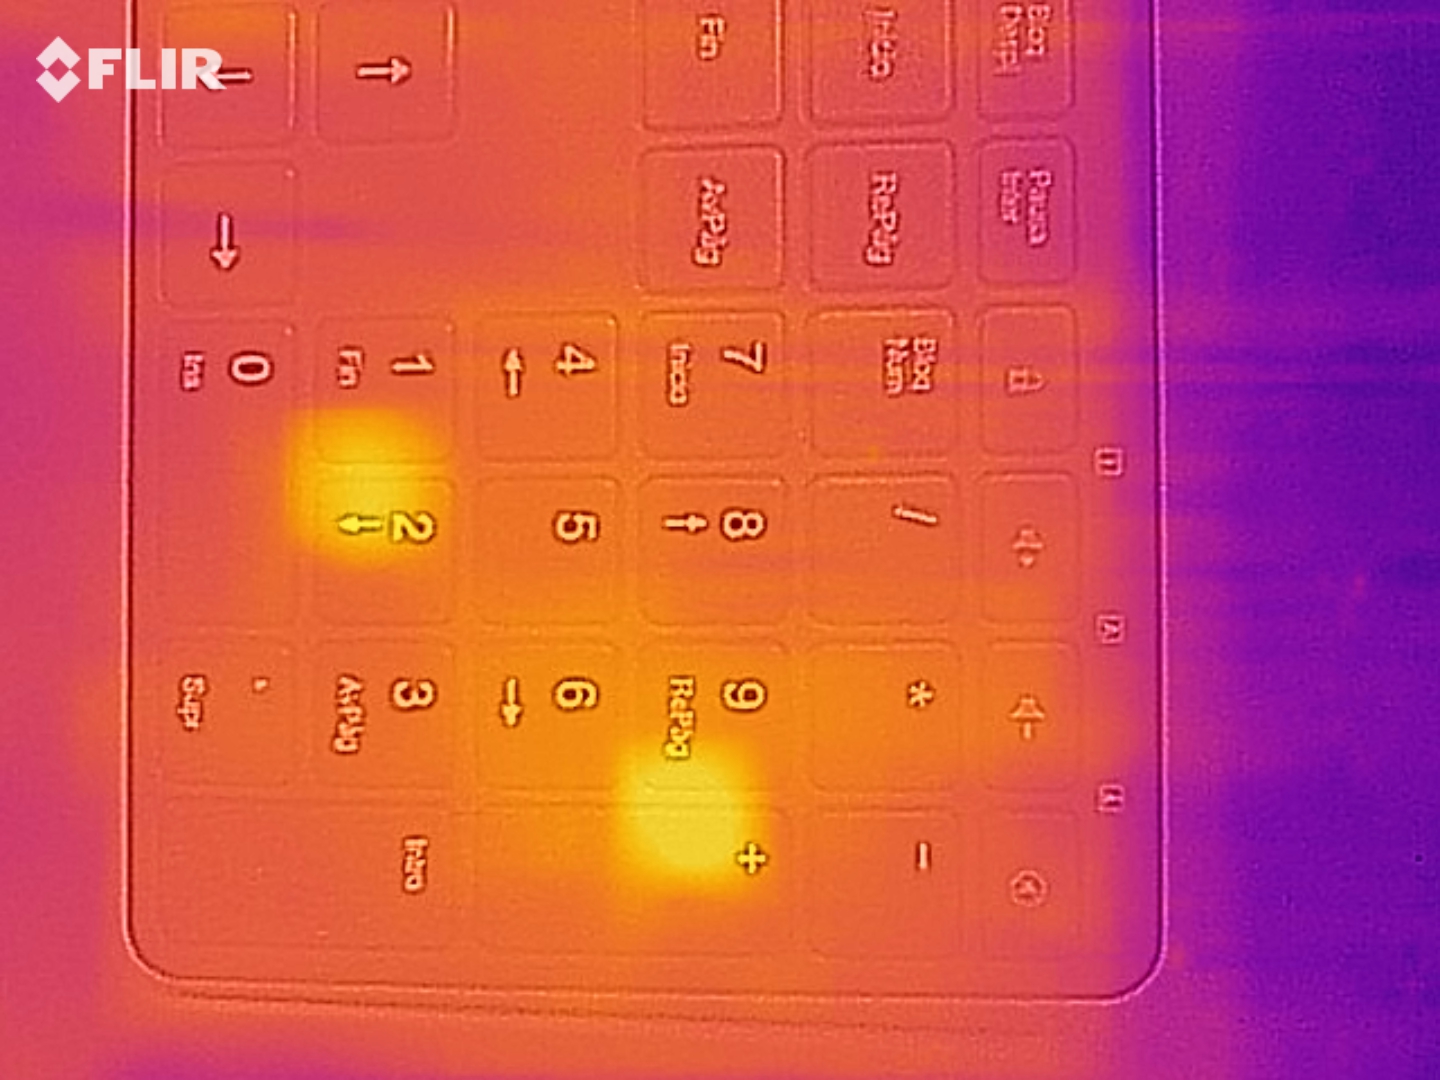 FLIR
Fin
Inicio
Bloq
Despl
AvPág
RePág
Pausa
Inter
0
Ins
1
Fin
4
7
Inicio
Bloq
Num
2
5
8
/
1
A
Supr
.
3
AvPág
6
9
RePág
*
Intro
+
-